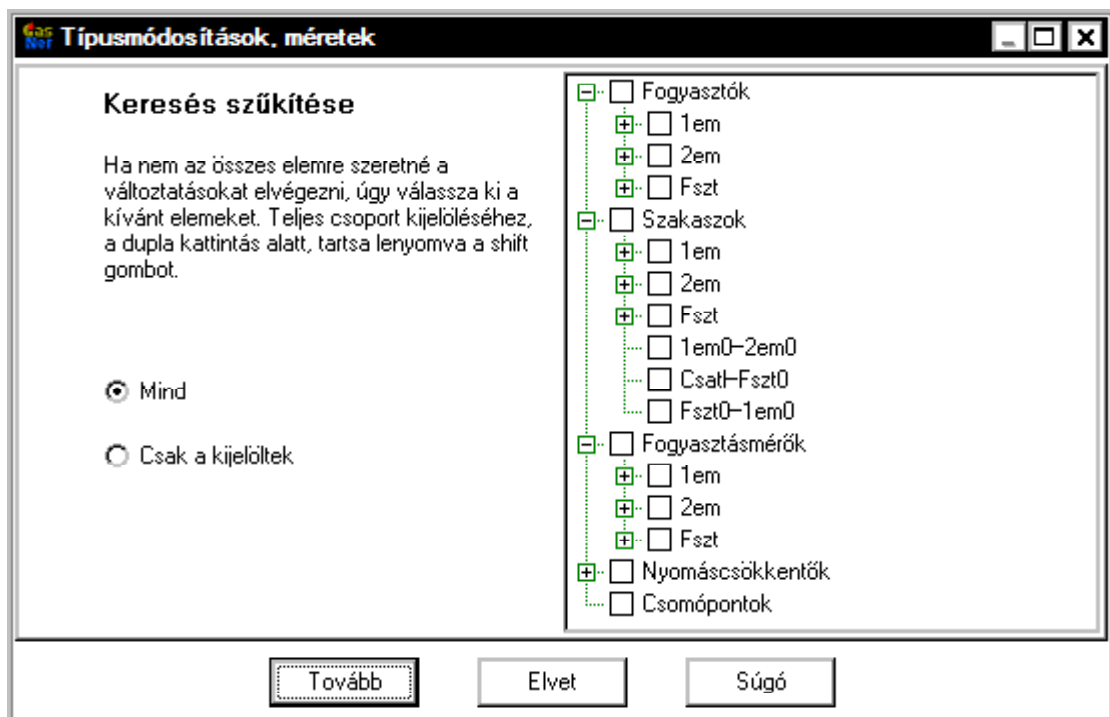 Gas Net Típusmódosítások, méretek
Keresés szűkítése
Ha nem az összes elemre szeretné a
változtatásokat elvégezni, úgy válassza ki a
kívánt elemeket. Teljes csoport kijelöléséhez,
a dupla kattintás alatt, tartsa lenyomva a shift
gombot.
Mind
Csak a kijelöltek
Fogyasztók
1em
2em
Fszt
Szakaszok
1em
2em
Fszt
1em0-2em0
Csatl-Fszt0
Fszt0-1em0
Fogyasztásmérők
1em
2em
Fszt
Nyomáscsökkentők
Csomópontok
Tovább
Elvet
Súgó